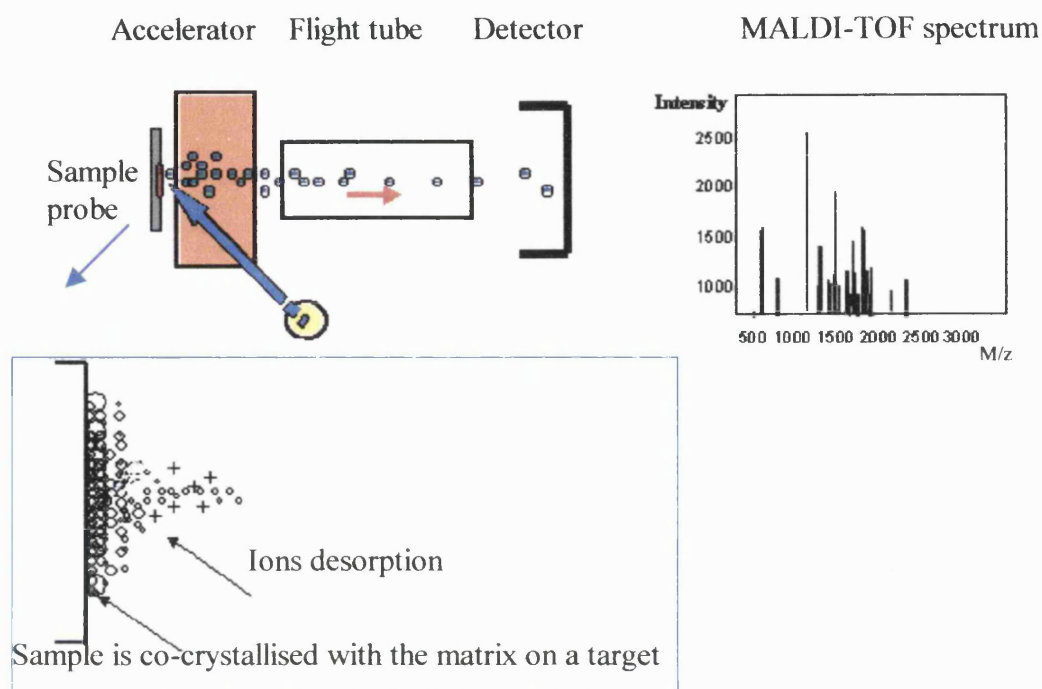 Accelerator Flight tube Detector MALDI-TOF spectrum
Sample
probe
Intensity
2500
2000
1500
1000
500 1000 1500 2000 2500 3000
M/z
Ions desorption
Sample is co-crystallised with the matrix on a target